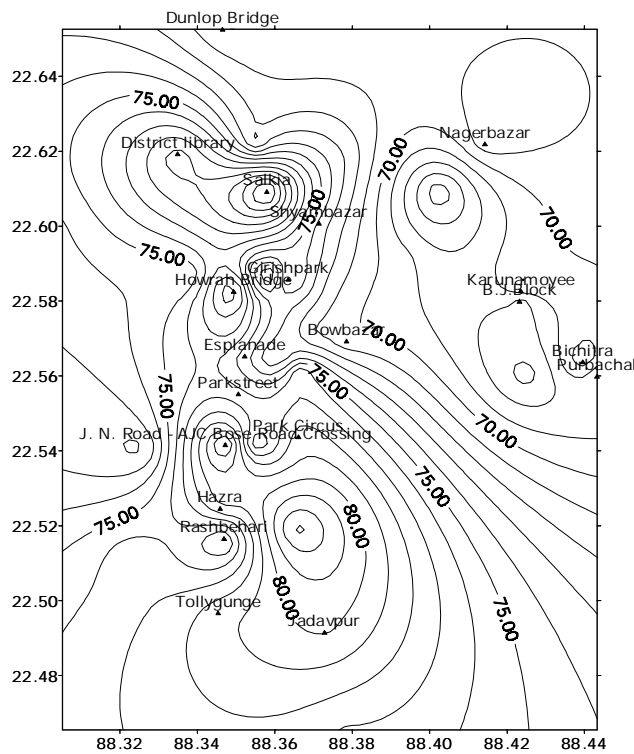 Dunlop Bridge
22.64
75.00
Nagerbazar
District library
22.62
70.00
Salkia
75.00
Shyambazar
22.60
70.00
75.00
Girishpark
Howrah Bridge
Karunamoyee
B.J.Block
22.58
Bowbazar
70.00
Esplanade
Bichitra
Purbachal
22.56
Parkstreet
75.00
75.00
Park Circus
70.00
J. N. Road - AJC Bose Road Crossing
22.54
75.00
Hazra
75.00
22.52
80.00
Rashbehari
22.50
Tollygunge
80.00
75.00
Jadavpur
22.48
88.32 88.34 88.36 88.38 88.40 88.42 88.44